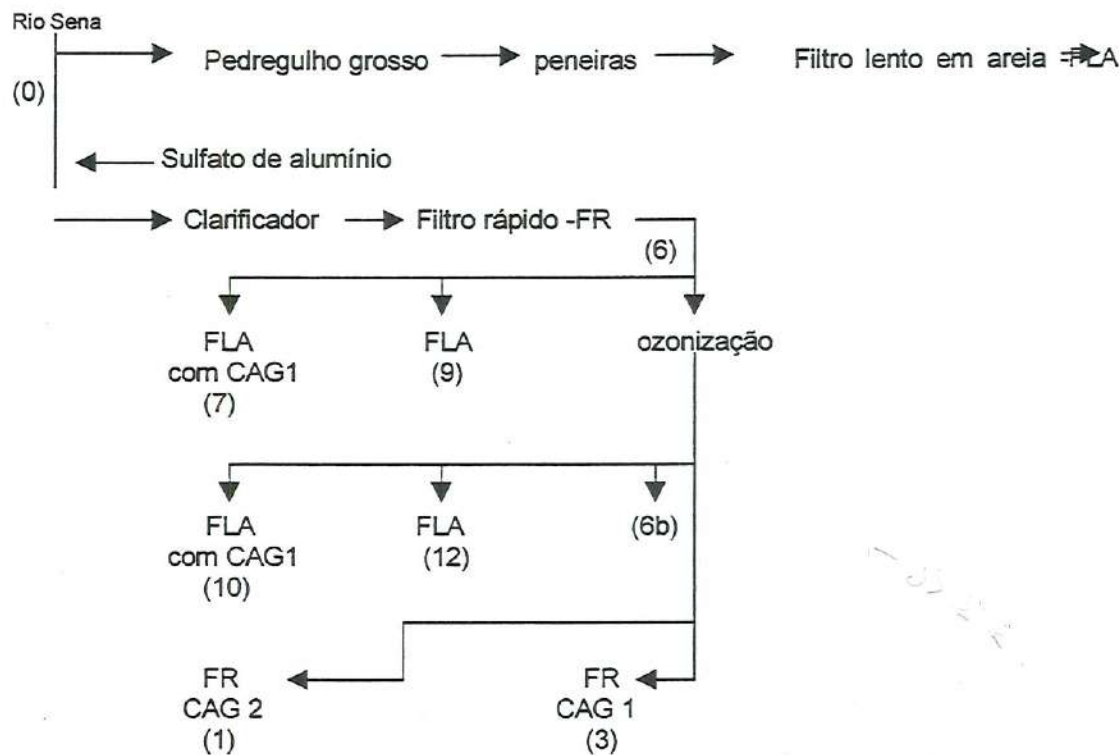 Rio Sena
(0)
Pedregulho grosso peneiras Filtro lento em areia -FLA
Sulfato de alumínio
Clarificador Filtro rápido -FR
(6)
FLA FLA ozonização
com CAG1 (9)
(7)
FLA FLA (6b)
com CAG1 (12)
(10)
FR FR
CAG 2 CAG 1
(1) (3)